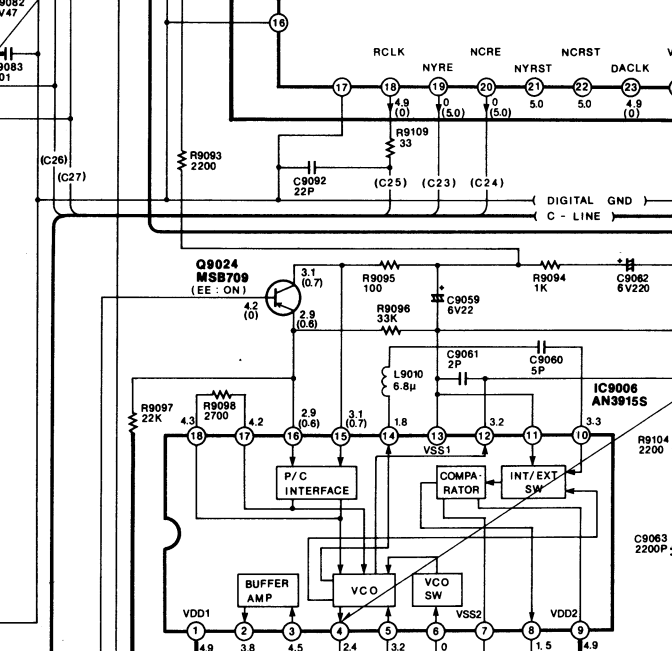 9082
V47
16
9083
01
RCLK
NCRE
NCRST
NYRE
NYRST
DACLK
V
17
18
19
20
21
22
23
4.9
(0)
0
(5.0)
0
(5.0)
5.0
5.0
4.9
(0)
R9109
33
R9093
2200
(C26)
(C27)
C9092
22P
(C25)
(C23)
(C24)
DIGITAL GND
C - LINE
Q9024
MSB709
(EE : ON)
3.1
(0.7)
4.2
(0)
2.9
(0.6)
R9095
100
R9096
33K
C9059
6V22
R9094
1K
C9062
6V220
C9061
2P
C9060
5P
L9010
6.8µ
IC9006
AN3915S
R9097
22K
R9098
2700
4.3
4.2
2.9
(0.6)
3.1
(0.7)
1.8
3.2
3.3
18
17
16
15
14
13
12
11
10
VSS1
R9104
2200
P/C
INTERFACE
COMPA-
RATOR
INT/EXT
SW
C9063
2200P
BUFFER
AMP
VCO
VCO
SW
VDD1
VSS2
VDD2
1
2
3
4
5
6
7
8
9
4.9
3.8
4.5
2.4
3.2
0
1.5
4.9